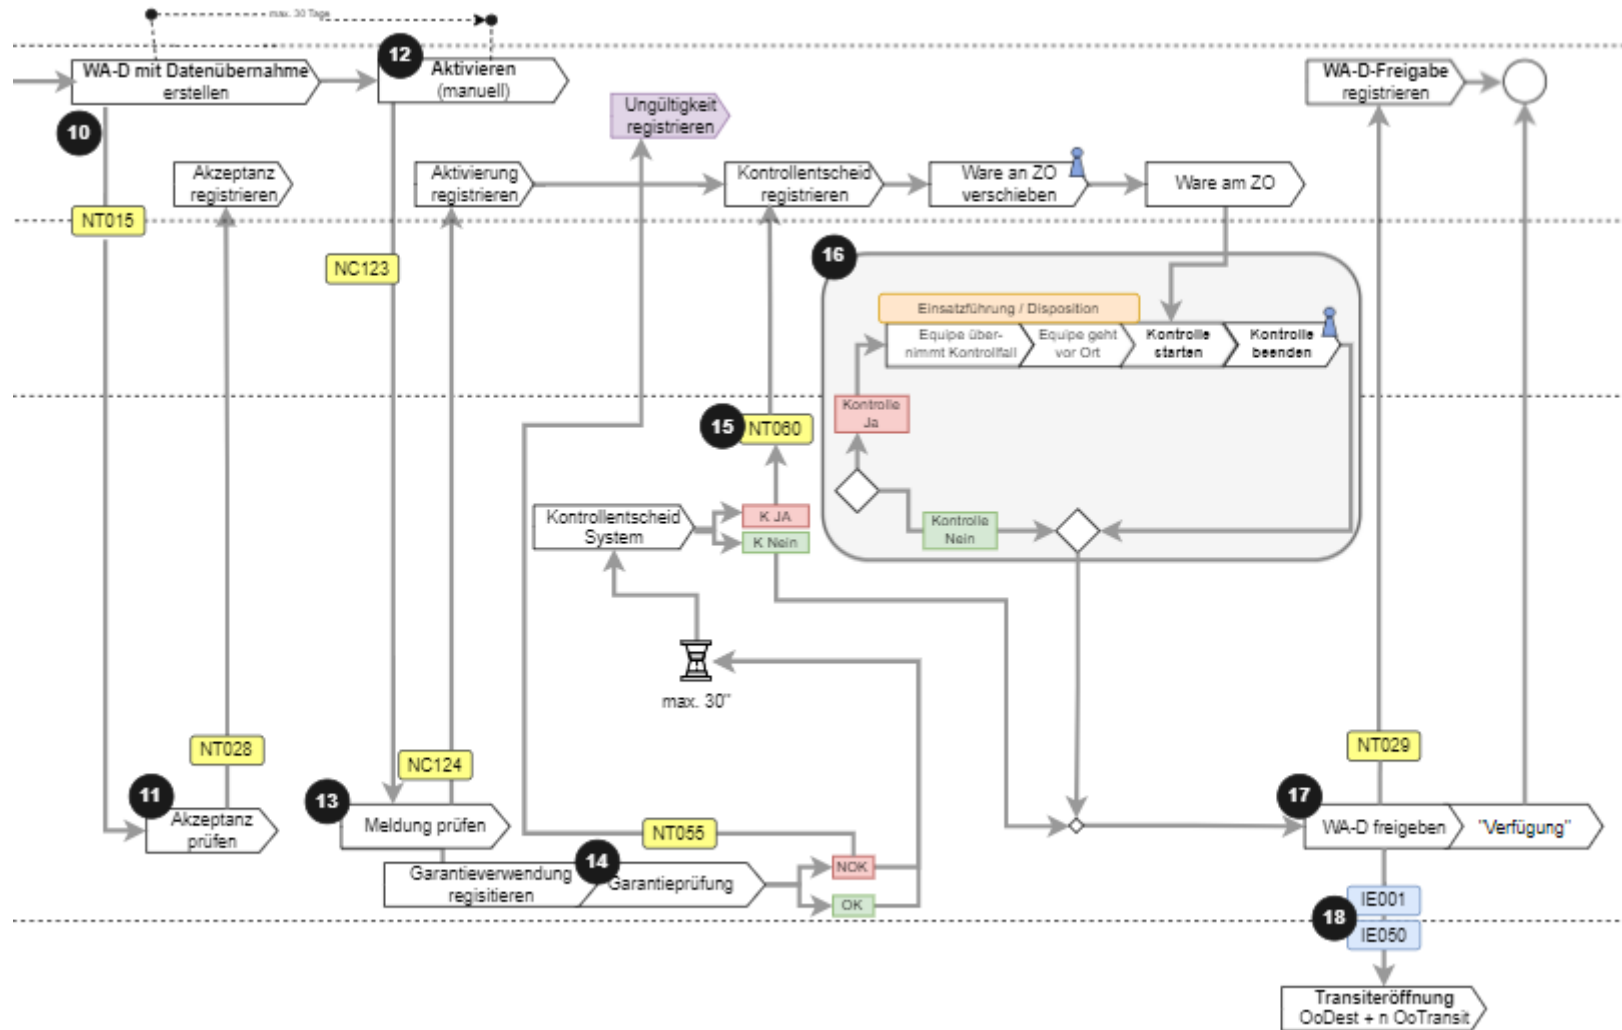 max. 30 Tage
12
WA-D mit Datenübernahme
erstellen
Aktivieren
(manuell)
WA-D-Freigabe
registrieren
Ungültigkeit
registrieren
10
Akzeptanz
registrieren
Aktivierung
registrieren
Kontrollentscheid
registrieren
Ware an ZO
verschieben
Ware am ZO
NT015
NC123
16
Einsatzführung / Disposition
Equipe über-
nimmt Kontrollfall
Equipe geht
vor Ort
Kontrolle
starten
Kontrolle
beenden
Kontrolle
Ja
15
NT060
Kontrollentscheid
System
K JA
K Nein
Kontrolle
Nein
max. 30"
NT028
NC124
NT029
11
Akzeptanz
prüfen
13
Meldung prüfen
NT055
17
WA-D freigeben
"Verfügung"
14
Garantieverwendung
regisitieren
Garantieprüfung
NOK
OK
IE001
18
IE050
Transiteröffnung
OoDest + n OoTransit